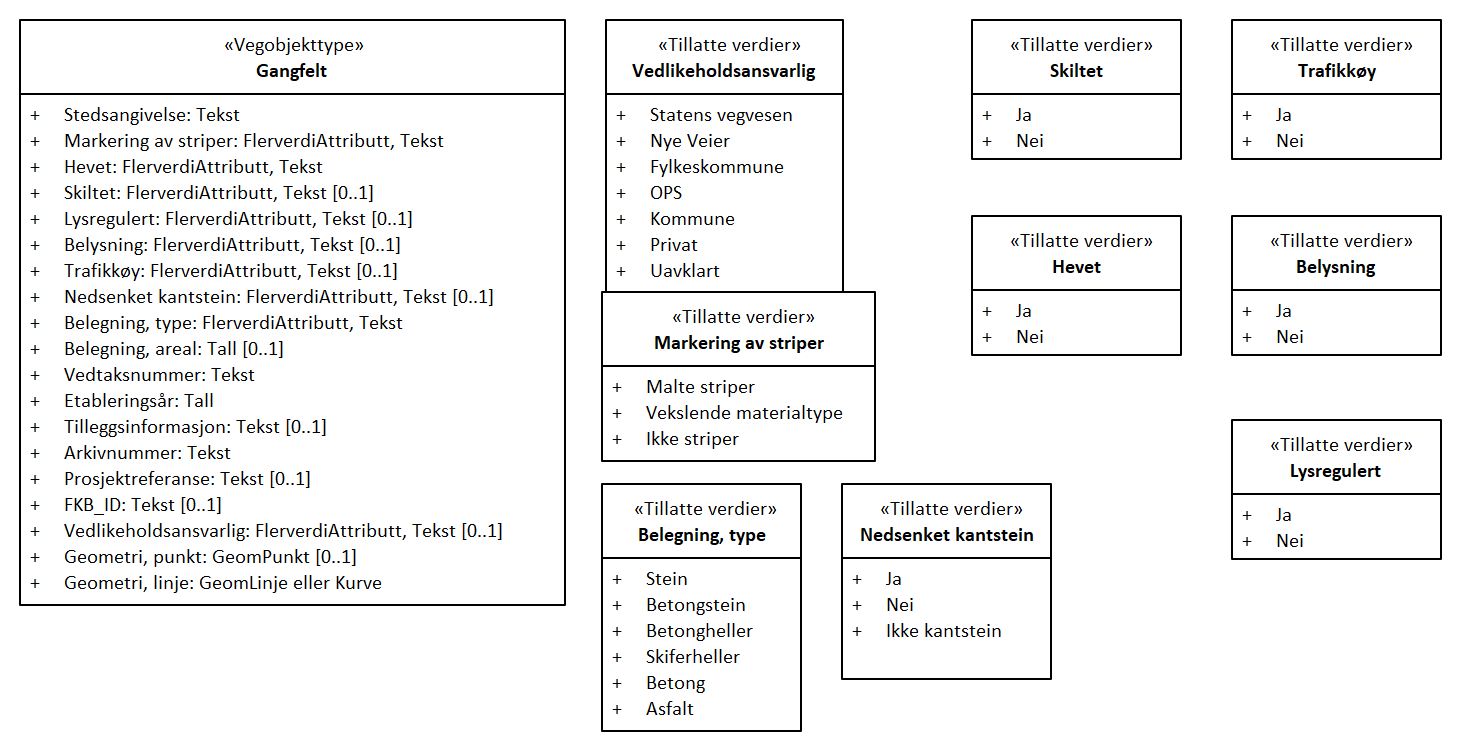 «Vegobjekttype»
Gangfelt
+ Stedsangivelse: Tekst
+ Markering av striper: FlerverdiAttributt, Tekst
+ Hevet: FlerverdiAttributt, Tekst
+ Skiltet: FlerverdiAttributt, Tekst [0..1]
+ Lysregulert: FlerverdiAttributt, Tekst [0..1]
+ Belysning: FlerverdiAttributt, Tekst [0..1]
+ Trafikkøy: FlerverdiAttributt, Tekst [0..1]
+ Nedsenket kantstein: FlerverdiAttributt, Tekst [0..1]
+ Belegning, type: FlerverdiAttributt, Tekst
+ Belegning, areal: Tall [0..1]
+ Vedtaksnummer: Tekst
+ Etableringsår: Tall
+ Tilleggsinformasjon: Tekst [0..1]
+ Arkivnummer: Tekst
+ Prosjektreferanse: Tekst [0..1]
+ FKB_ID: Tekst [0..1]
+ Vedlikeholdsansvarlig: FlerverdiAttributt, Tekst [0..1]
+ Geometri, punkt: GeomPunkt [0..1]
+ Geometri, linje: GeomLinje eller Kurve
«Tillatte verdier»
Vedlikeholdsansvarlig
+ Statens vegvesen
+ Nye Veier
+ Fylkeskommune
+ OPS
+ Kommune
+ Privat
+ Uavklart
«Tillatte verdier»
Markering av striper
+ Malte striper
+ Vekslende materialtype
+ Ikke striper
«Tillatte verdier»
Belegning, type
+ Stein
+ Betongstein
+ Betongheller
+ Skiferheller
+ Betong
+ Asfalt
«Tillatte verdier»
Nedsenket kantstein
+ Ja
+ Nei
+ Ikke kantstein
«Tillatte verdier»
Skiltet
+ Ja
+ Nei
«Tillatte verdier»
Trafikkøy
+ Ja
+ Nei
«Tillatte verdier»
Hevet
+ Ja
+ Nei
«Tillatte verdier»
Belysning
+ Ja
+ Nei
«Tillatte verdier»
Lysregulert
+ Ja
+ Nei